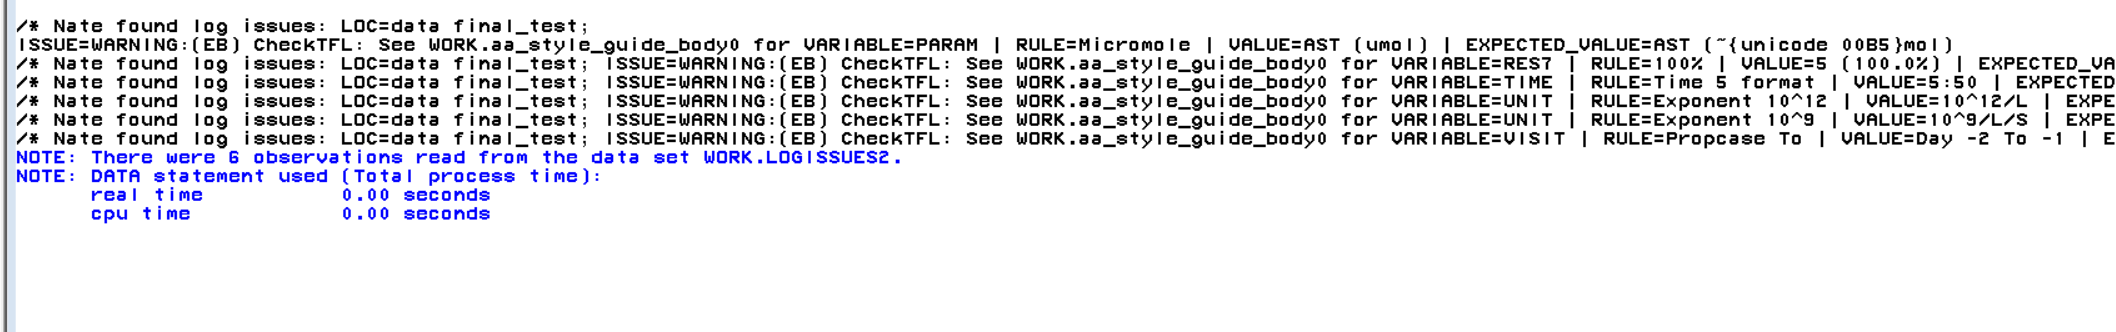 /* Nate found log issues: LOC=data final_test;
ISSUE=WARNING:(EB) CheckTFL: See WORK.aa_style_guide_body0 for VARIABLE=PARAM | RULE=Micromole | VALUE=AST (umol) | EXPECTED_VALUE=AST (~{unicode 00B5}mol)
/* Nate found log issues: LOC=data final_test; ISSUE=WARNING:(EB) CheckTFL: See WORK.aa_style_guide_body0 for VARIABLE=RES7 | RULE=100% | VALUE=5 (100.0%) | EXPECTED_VA
/* Nate found log issues: LOC=data final_test; ISSUE=WARNING:(EB) CheckTFL: See WORK.aa_style_guide_body0 for VARIABLE=TIME | RULE=Time 5 format | VALUE=5:50 | EXPECTED
/* Nate found log issues: LOC=data final_test; ISSUE=WARNING:(EB) CheckTFL: See WORK.aa_style_guide_body0 for VARIABLE=UNIT | RULE=Exponent 10^12 | VALUE=10^12/L | EXPE
/* Nate found log issues: LOC=data final_test; ISSUE=WARNING:(EB) CheckTFL: See WORK.aa_style_guide_body0 for VARIABLE=UNIT | RULE=Exponent 10^9 | VALUE=10^9/L/S | EXPE
/* Nate found log issues: LOC=data final_test; ISSUE=WARNING:(EB) CheckTFL: See WORK.aa_style_guide_body0 for VARIABLE=VISIT | RULE=Propcase To | VALUE=Day -2 To -1 | E
NOTE: There were 6 observations read from the data set WORK.LOGISSUES2.
NOTE: DATA statement used (Total process time):
real time 0.00 seconds
cpu time 0.00 seconds